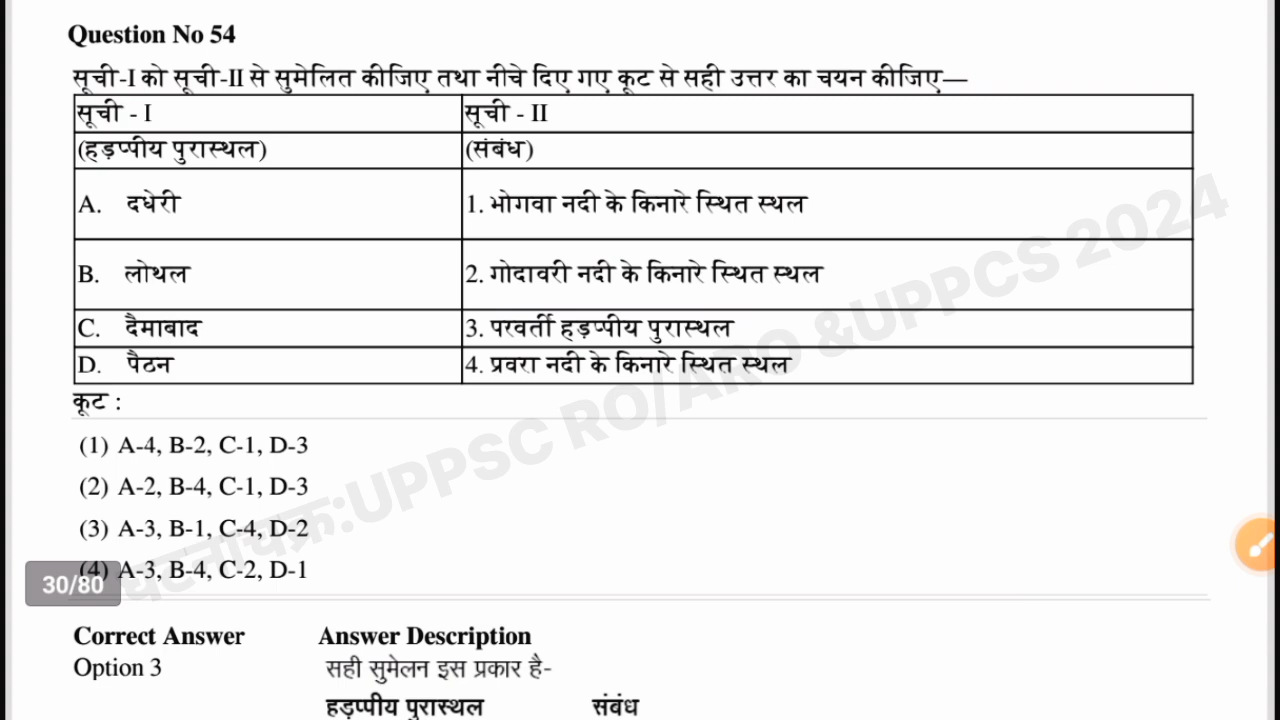 Question No 54
सूची-I को सूची-II से सुमेलित कीजिए तथा नीचे दिए गए कूट से सही उत्तर का चयन कीजिए—
सूची - I सूची - II
(हड़प्पीय पुरास्थल) (संबंध)
A. दधेरी 1. भोगवा नदी के किनारे स्थित स्थल
B. लोथल 2. गोदावरी नदी के किनारे स्थित स्थल
C. दैमाबाद 3. परवर्ती हड़प्पीय पुरास्थल
D. पैठन 4. प्रवरा नदी के किनारे स्थित स्थल
कूट :
(1) A-4, B-2, C-1, D-3
(2) A-2, B-4, C-1, D-3
(3) A-3, B-1, C-4, D-2
(4) A-3, B-4, C-2, D-1
30/80
घटनाचक्र:UPPSC RO/ARO &UPPCS 2024
Correct Answer Answer Description
Option 3 सही सुमेलन इस प्रकार है-
हड़प्पीय पुरास्थल संबंध